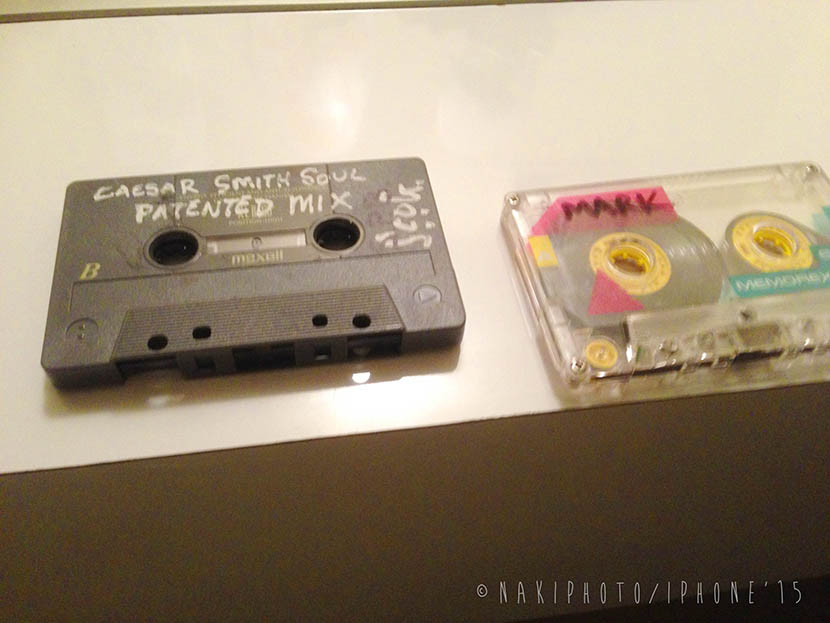 CAESAR SMITH SOUL
PATENTED MIX
maxell
B
MARK
MEMOREX
© NAKIPHOTO/IPHONE'15